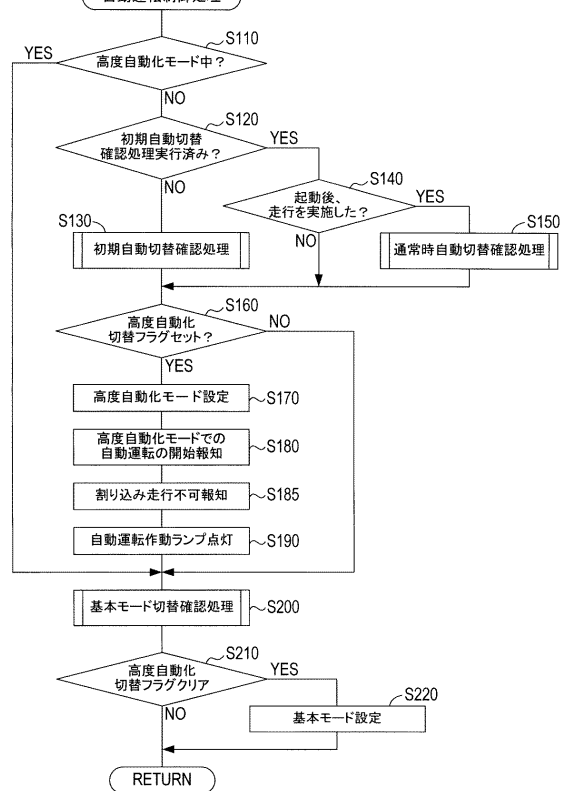 自動運転制御処理
S110
YES
高度自動化モード中？
NO
S120
初期自動切替
確認処理実行済み？
YES
NO
S140
起動後、
走行を実施した？
YES
NO
S130
初期自動切替確認処理
S150
通常時自動切替確認処理
S160
高度自動化
切替フラグセット？
NO
YES
高度自動化モード設定
S170
高度自動化モードでの
自動運転の開始報知
S180
割り込み走行不可報知
S185
自動運転作動ランプ点灯
S190
基本モード切替確認処理
S200
S210
高度自動化
切替フラグクリア
YES
NO
S220
基本モード設定
RETURN